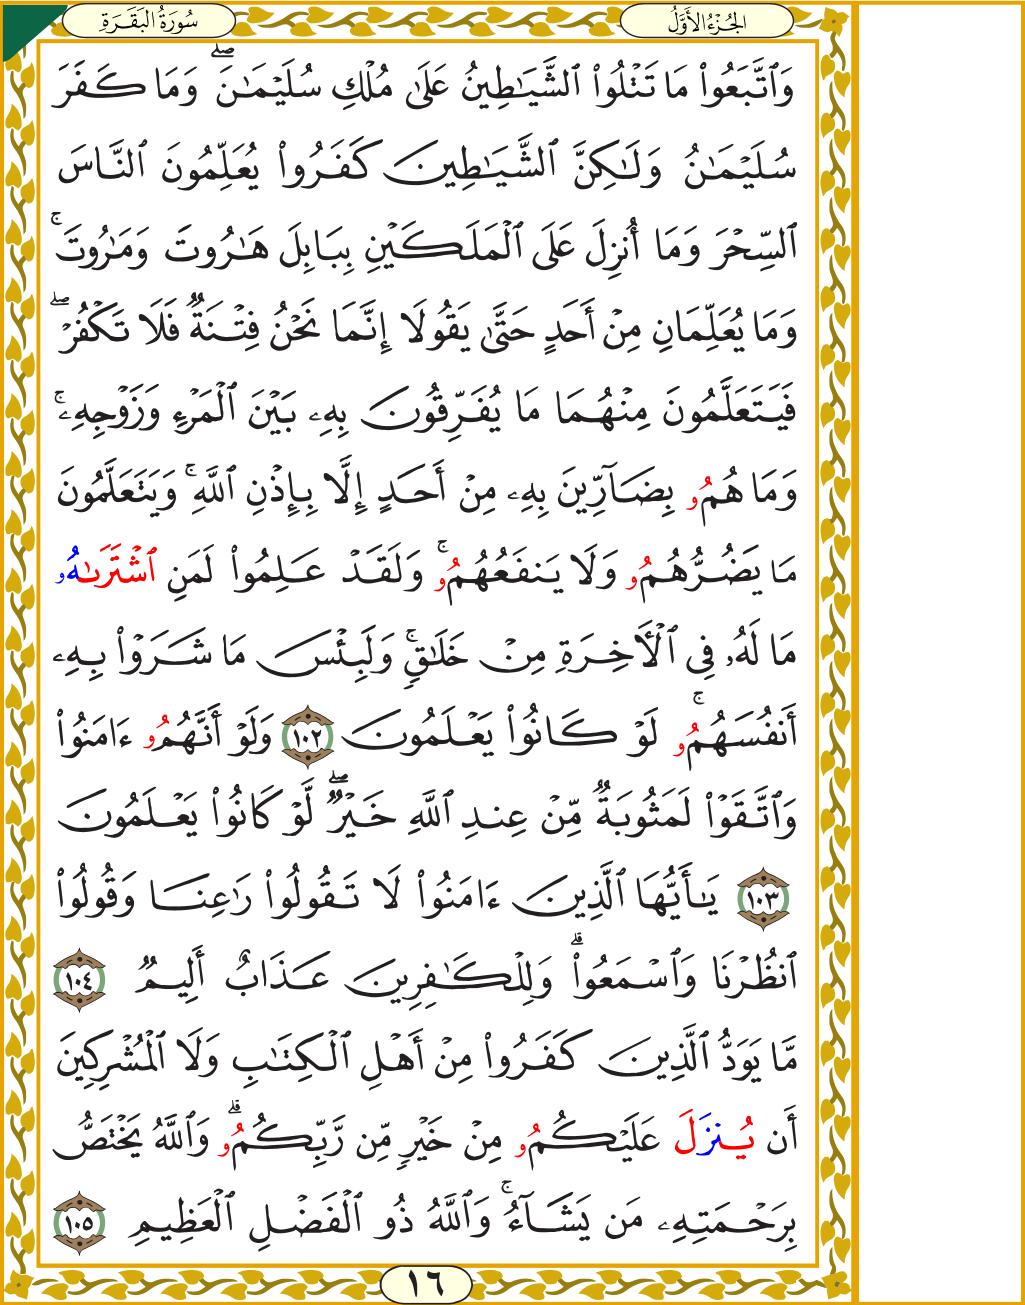 الجُزْءُ الأَوَّلُ
سُورَةُ البَقَرَةِ
وَٱتَّبَعُوا۟ مَا تَتْلُوا۟ ٱلشَّيَـٰطِينُ عَلَىٰ مُلْكِ سُلَيْمَـٰنَ ۖ وَمَا كَفَرَ
سُلَيْمَـٰنُ وَلَـٰكِنَّ ٱلشَّيَـٰطِينَ كَفَرُوا۟ يُعَلِّمُونَ ٱلنَّاسَ
ٱلسِّحْرَ وَمَا أُنزِلَ عَلَى ٱلْمَلَكَيْنِ بِبَابِلَ هَـٰرُوتَ وَمَـٰرُوتَ ۚ
وَمَا يُعَلِّمَانِ مِنْ أَحَدٍ حَتَّىٰ يَقُولَا إِنَّمَا نَحْنُ فِتْنَةٌ فَلَا تَكْفُرْ ۖ
فَيَتَعَلَّمُونَ مِنْهُمَا مَا يُفَرِّقُونَ بِهِۦ بَيْنَ ٱلْمَرْءِ وَزَوْجِهِۦ ۚ
وَمَا هُمُۥ بِضَآرِّينَ بِهِۦ مِنْ أَحَدٍ إِلَّا بِإِذْنِ ٱللَّهِ ۚ وَيَتَعَلَّمُونَ
مَا يَضُرُّهُمُۥ وَلَا يَنفَعُهُمُۥ ۚ وَلَقَدْ عَلِمُوا۟ لَمَنِ ٱشْتَرَىٰهُۥ
مَا لَهُۥ فِى ٱلْأَخِرَةِ مِنْ خَلَـٰقٍ ۚ وَلَبِئْسَ مَا شَرَوْا۟ بِهِۦ
أَنفُسَهُمُۥ ۚ لَوْ كَانُوا۟ يَعْلَمُونَ ١٠٢ وَلَوْ أَنَّهُمُۥ ءَامَنُوا۟
وَٱتَّقَوْا۟ لَمَثُوبَةٌ مِّنْ عِندِ ٱللَّهِ خَيْرٌ ۖ لَّوْ كَانُوا۟ يَعْلَمُونَ
١٠٣ يَـٰأَيُّهَا ٱلَّذِينَ ءَامَنُوا۟ لَا تَقُولُوا۟ رَٰعِنَا وَقُولُوا۟
ٱنظُرْنَا وَٱسْمَعُوا۟ ۗ وَلِلْكَـٰفِرِينَ عَذَابٌ أَلِيمٌ ١٠٤
مَّا يَوَدُّ ٱلَّذِينَ كَفَرُوا۟ مِنْ أَهْلِ ٱلْكِتَـٰبِ وَلَا ٱلْمُشْرِكِينَ
أَن يُنزَلَ عَلَيْكُمُۥ مِنْ خَيْرٍ مِّن رَّبِّكُمُۥ ۗ وَٱللَّهُ يَخْتَصُّ
بِرَحْمَتِهِۦ مَن يَشَآءُ ۚ وَٱللَّهُ ذُو ٱلْفَضْلِ ٱلْعَظِيمِ ١٠٥
١٦